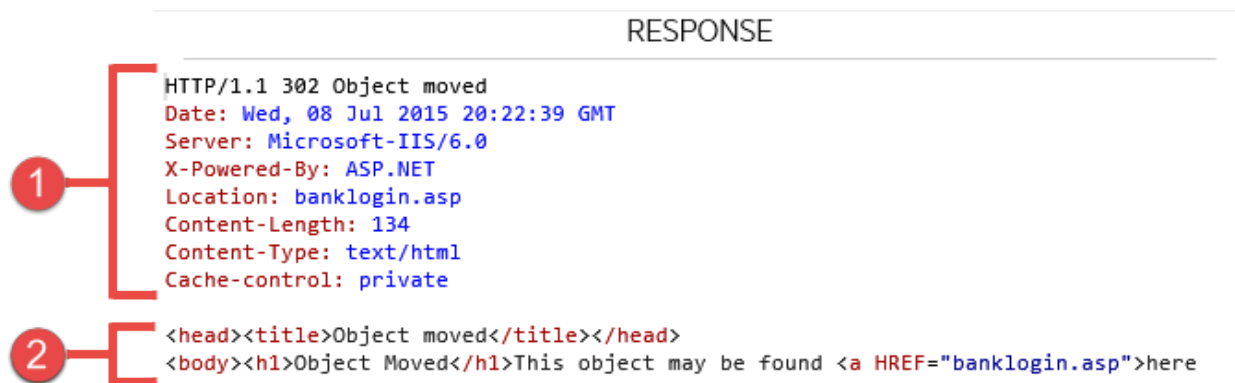 RESPONSE
HTTP/1.1 302 Object moved
Date: Wed, 08 Jul 2015 20:22:39 GMT
Server: Microsoft-IIS/6.0
X-Powered-By: ASP.NET
1
Location: banklogin.asp
Content-Length: 134
Content-Type: text/html
Cache-control: private
<head><title>Object moved</title></head>
2
<body><h1>Object Moved</h1>This object may be found <a HREF="banklogin.asp">here